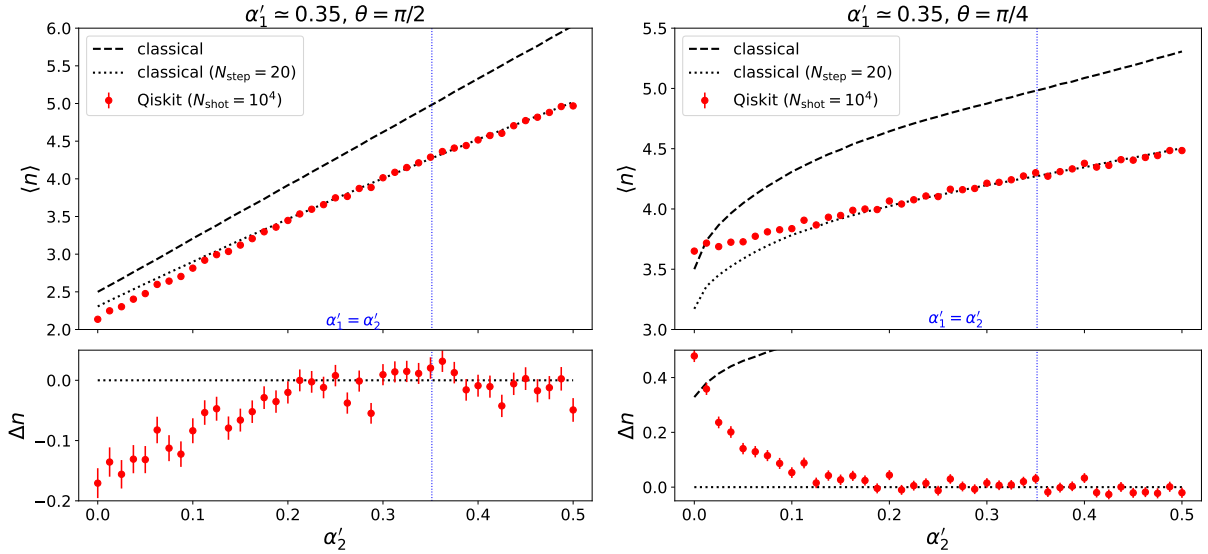 α′₁ ≃ 0.35, θ = π/2
classical
classical (N_step = 20)
Qiskit (N_shot = 10⁴)
⟨n⟩
6.0
5.5
5.0
4.5
4.0
3.5
3.0
2.5
2.0
α′₁ = α′₂
Δn
0.0
−0.1
−0.2
0.0 0.1 0.2 0.3 0.4 0.5
α′₂
α′₁ ≃ 0.35, θ = π/4
classical
classical (N_step = 20)
Qiskit (N_shot = 10⁴)
⟨n⟩
5.5
5.0
4.5
4.0
3.5
3.0
α′₁ = α′₂
Δn
0.4
0.2
0.0
0.0 0.1 0.2 0.3 0.4 0.5
α′₂